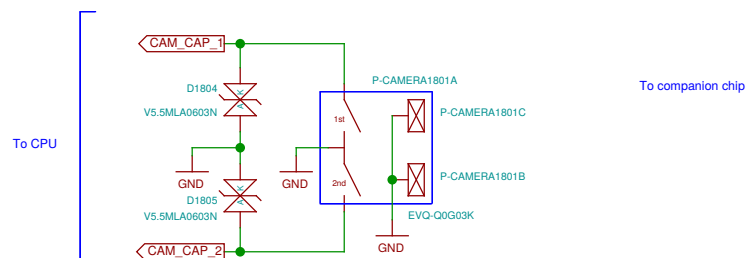 CAM_CAP_1
P-CAMERA1801A
D1804
To companion chip
A K
V5.5MLA0603N
1st
P-CAMERA1801C
To CPU
GND
GND
2nd
P-CAMERA1801B
D1805
A K
V5.5MLA0603N
EVQ-Q0G03K
GND
CAM_CAP_2